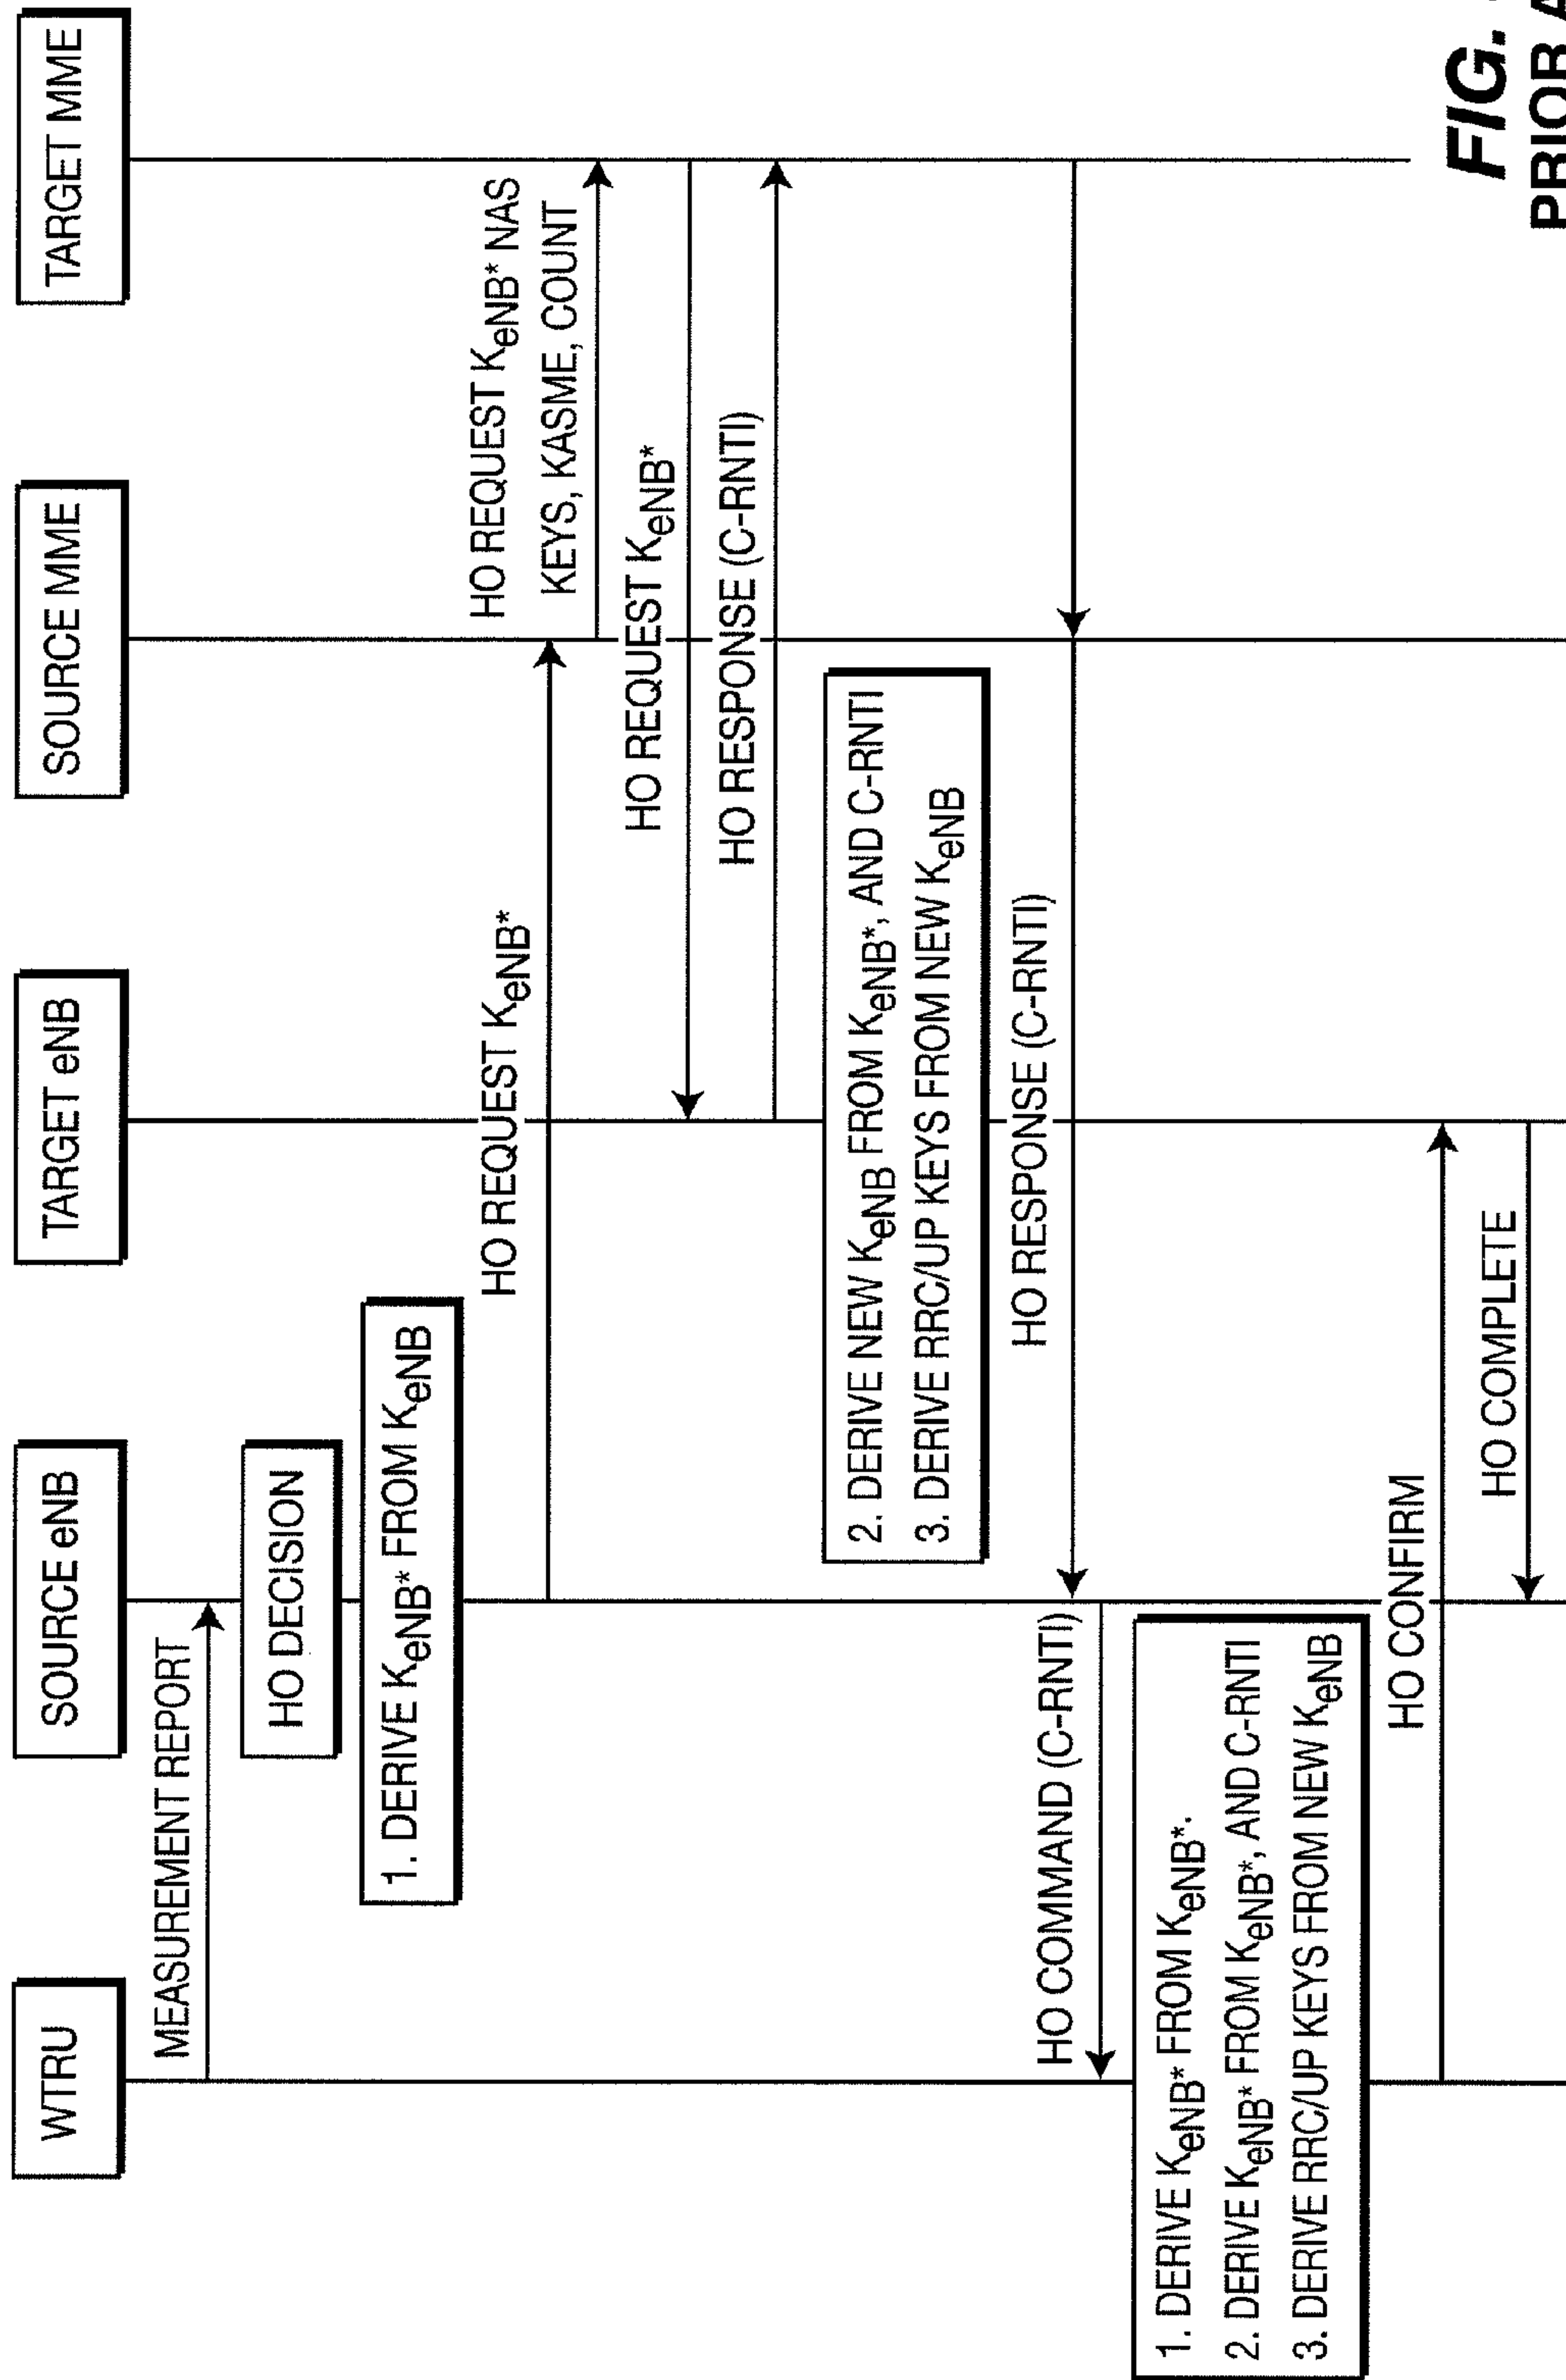 WTRU
SOURCE eNB
TARGET eNB
SOURCE MME
TARGET MME
MEASUREMENT REPORT
HO DECISION
1. DERIVE KeNB* FROM KeNB
HO REQUEST KeNB*
HO REQUEST KeNB* NAS
KEYS, KASME, COUNT
HO REQUEST KeNB*
HO RESPONSE (C-RNTI)
2. DERIVE NEW KeNB FROM KeNB*, AND C-RNTI
3. DERIVE RRC/UP KEYS FROM NEW KeNB
HO RESPONSE (C-RNTI)
HO COMMAND (C-RNTI)
1. DERIVE KeNB* FROM KeNB*.
2. DERIVE KeNB* FROM KeNB*, AND C-RNTI
3. DERIVE RRC/UP KEYS FROM NEW KeNB
HO CONFIRM
HO COMPLETE
FIG.
PRIOR